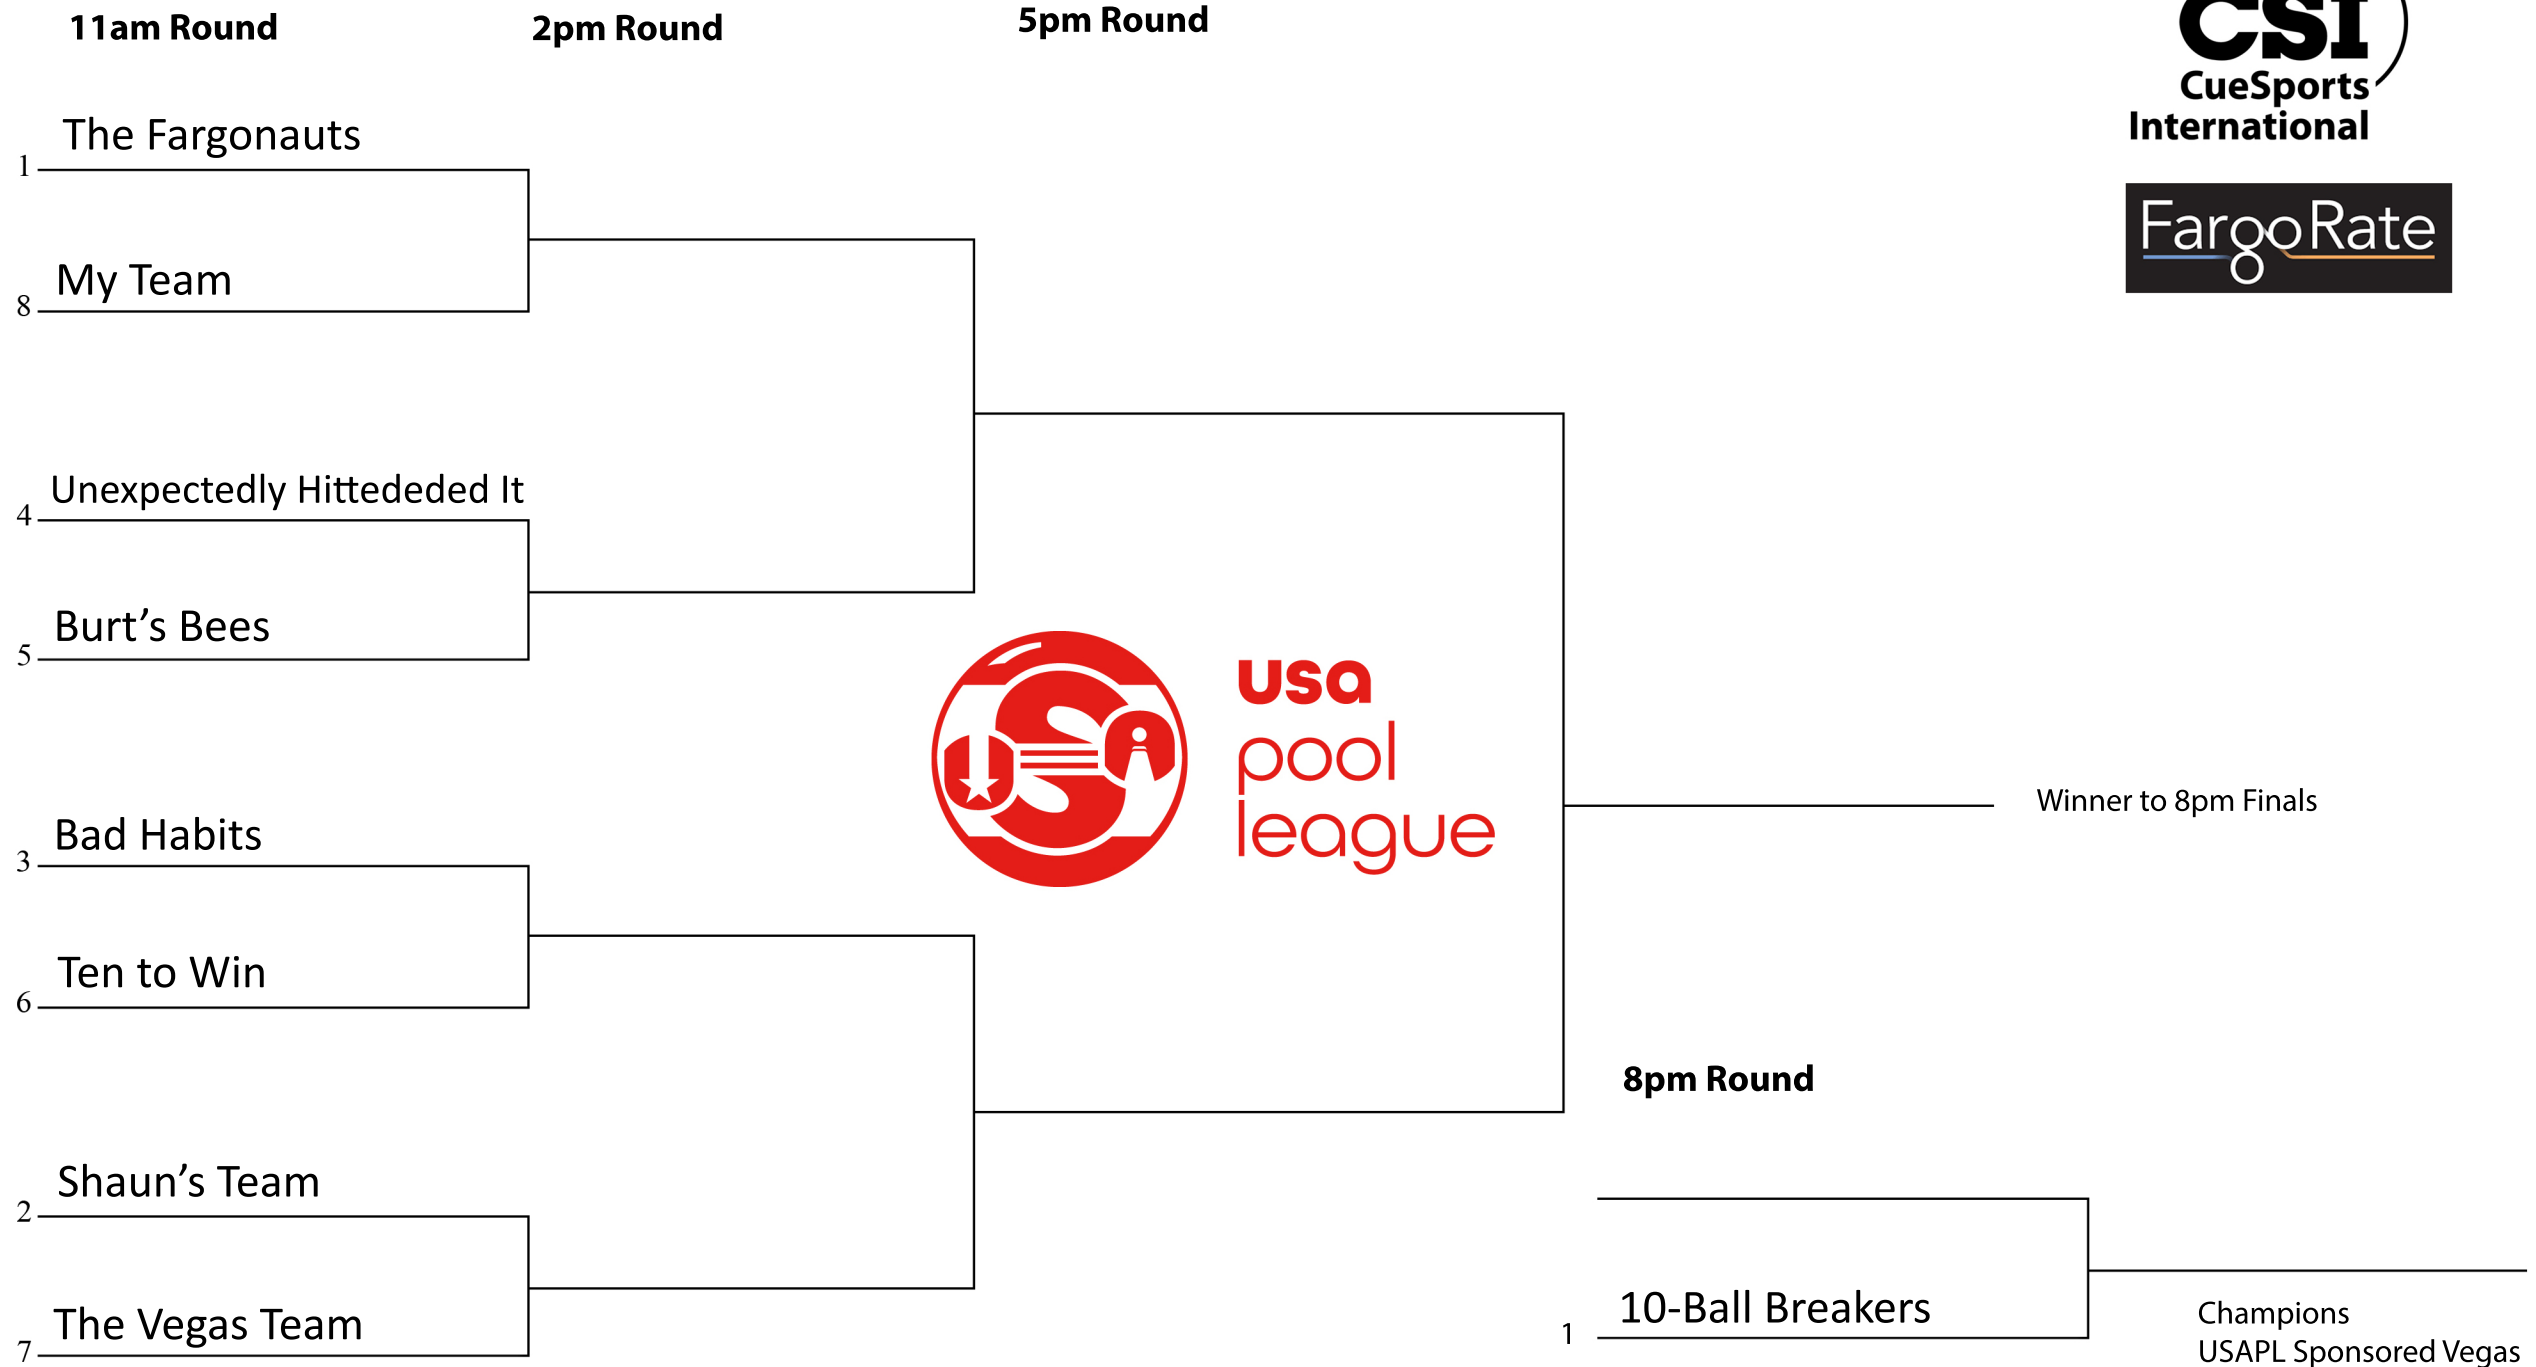 11am Round
2pm Round
5pm Round
CSI
CueSports
International
FargoRate
The Fargonauts
1
My Team
8
Unexpectedly Hittededed It
4
Burt’s Bees
5
usa
pool
league
Bad Habits
3
Winner to 8pm Finals
Ten to Win
6
8pm Round
Shaun’s Team
2
The Vegas Team
7
10-Ball Breakers
1
Champions
USAPL Sponsored Vegas